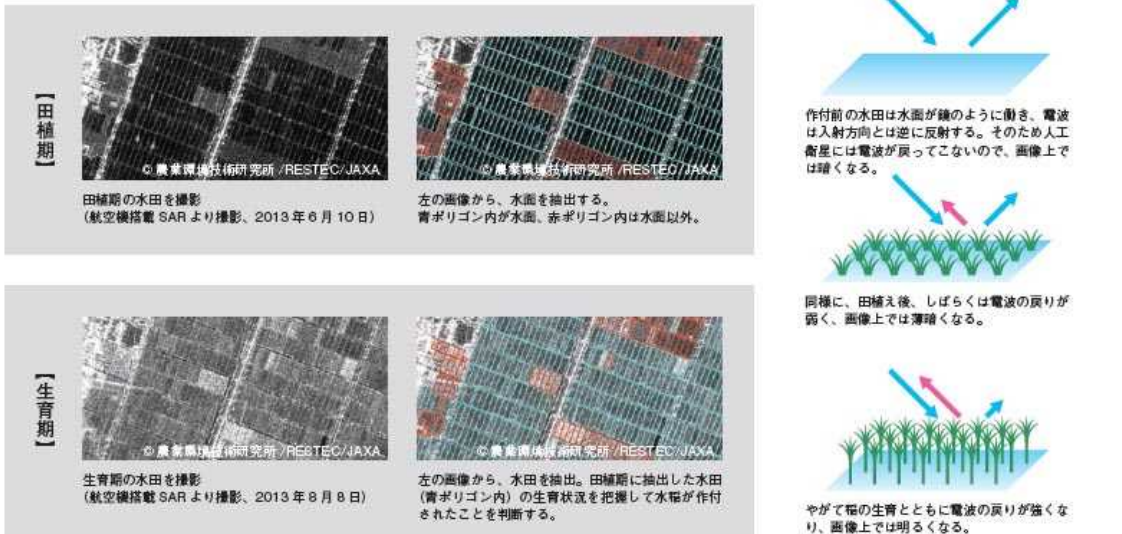 【田植期】
© 農業環境技術研究所 /RESTEC/JAXA
田植期の水田を撮影
（航空機搭載 SAR より撮影、2013 年 6 月 10 日）
© 農業環境技術研究所 /RESTEC/JAXA
左の画像から、水面を抽出する。
青ポリゴン内が水面、赤ポリゴン内は水面以外。
【生育期】
© 農業環境技術研究所 /RESTEC/JAXA
生育期の水田を撮影
（航空機搭載 SAR より撮影、2013 年 8 月 8 日）
© 農業環境技術研究所 /RESTEC/JAXA
左の画像から、水田を抽出。田植期に抽出した水田
（青ポリゴン内）の生育状況を把握して水稲が作付
されたことを判断する。
作付前の水田は水面が鏡のように働き、電波
は入射方向とは逆に反射する。そのため人工
衛星には電波が戻ってこないので、画像上で
は暗くなる。
同様に、田植え後、しばらくは電波の戻りが
弱く、画像上では薄暗くなる。
やがて稲の生育とともに電波の戻りが強くな
り、画像上では明るくなる。